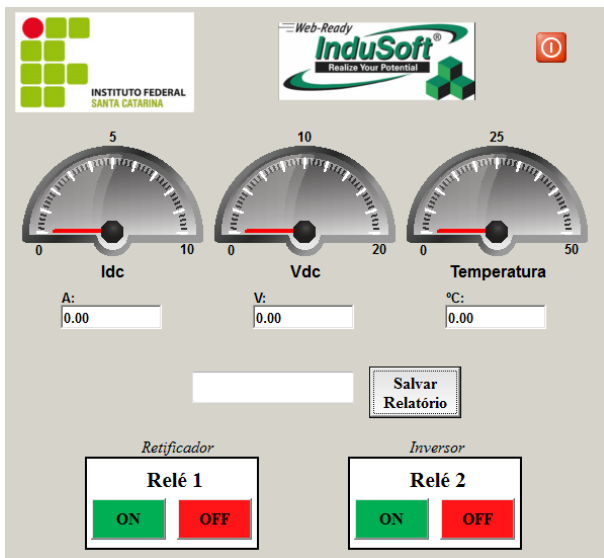 Web-Ready
InduSoft®
Realize Your Potential
INSTITUTO FEDERAL
SANTA CATARINA
5
10
25
0
10
0
20
0
50
Idc
Vdc
Temperatura
A:
V:
ºC:
0.00
0.00
0.00
Salvar
Relatório
Retificador
Inversor
Relé 1
Relé 2
ON
OFF
ON
OFF